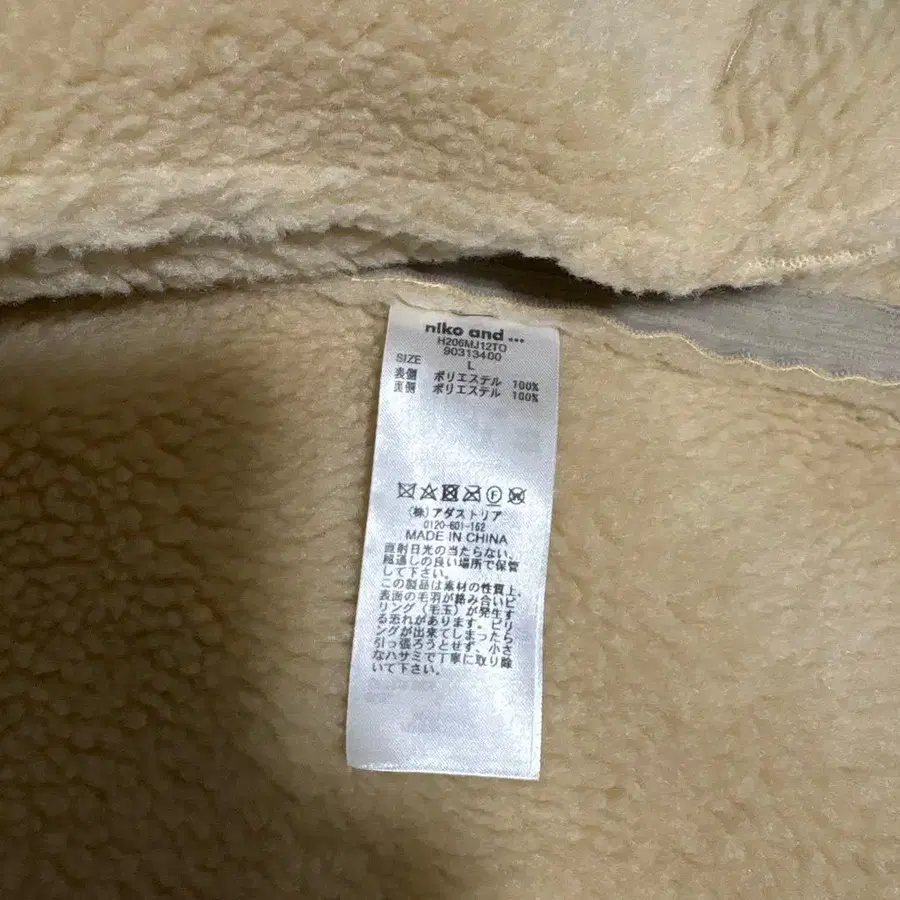 niko and ...
H206MJ12TO
90313400
SIZE L
表側 ポリエステル 100%
裏側 ポリエステル 100%
(株)アダストリア
0120-601-162
MADE IN CHINA
直射日光の当たらない、
風通しの良い場所で保管
して下さい。
この製品は素材の性質上、
表面の毛羽が絡み合いピ
リング(毛玉)が発生す
る恐れがあります。ピリ
ングが出来てしまったら
引っ張ろうとせず、小さ
なハサミで丁寧に取り除
いて下さい。